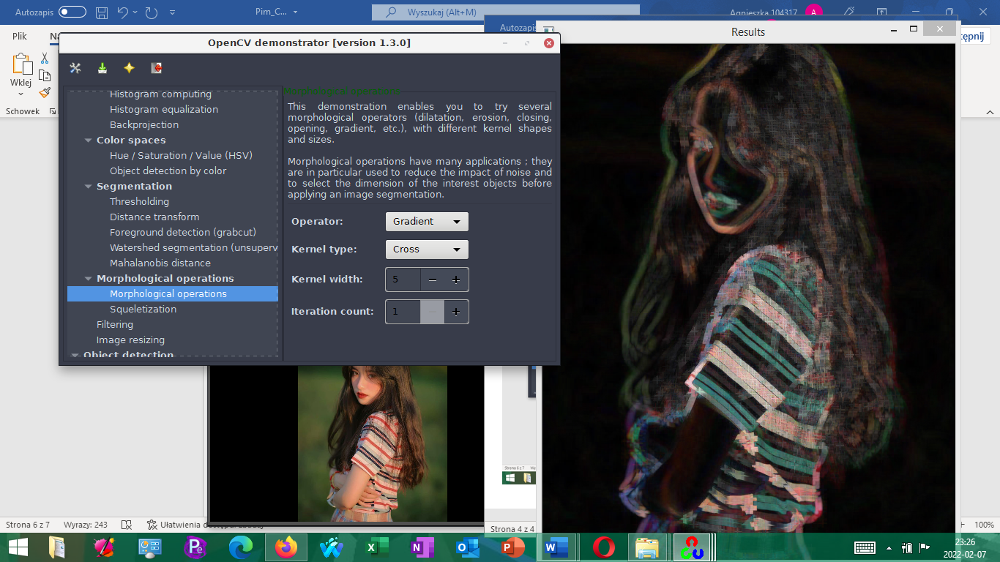 Autozapis
Pim_C...
Wyszukaj (Alt+M)
Agnieszka 104317
A
Plik
Wklej
Schowek
Autozapis
Results
OpenCV demonstrator [version 1.3.0]
Histogram computing
Histogram equalization
Backprojection
Color spaces
Hue / Saturation / Value (HSV)
Object detection by color
Segmentation
Thresholding
Distance transform
Foreground detection (grabcut)
Watershed segmentation (unsuperv
Mahalanobis distance
Morphological operations
Morphological operations
Squeletization
Filtering
Image resizing
Object detection
Morphological operations
This demonstration enables you to try several
morphological operators (dilatation, erosion, closing,
opening, gradient, etc.), with different kernel shapes
and sizes.
Morphological operations have many applications ; they
are in particular used to reduce the impact of noise and
to select the dimension of the interest objects before
applying an image segmentation.
Operator: Gradient
Kernel type: Cross
Kernel width: 5
Iteration count: 1
Strona 6 z 7
Strona 6 z 7 Wyrazy: 243
Strona 4 z 4
100%
23:26
2022-02-07